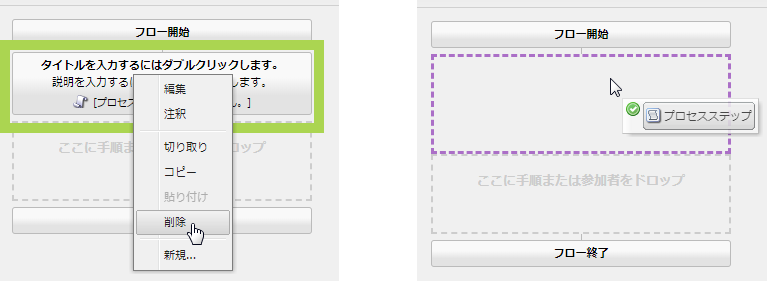 フロー開始
タイトルを入力するにはダブルクリックします。
説明を入力する
します。
[プロセス
ん。]
編集
注釈
切り取り
コピー
貼り付け
削除
新規...
ここに手順ま
ドロップ
フロー開始
プロセスステップ
ここに手順または参加者をドロップ
フロー終了